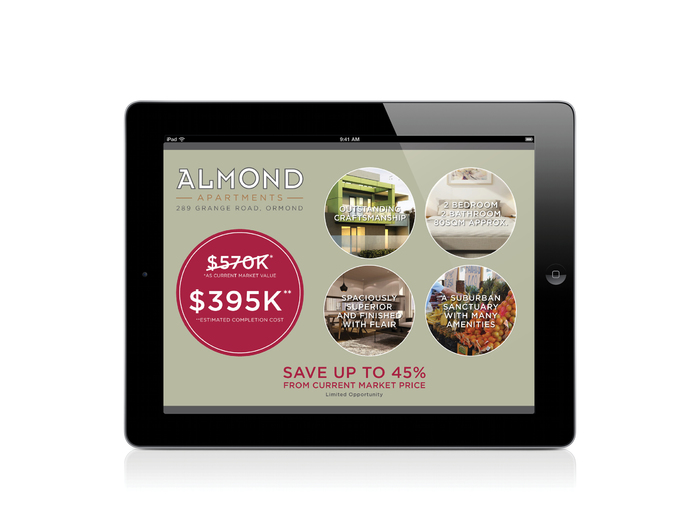 iPad
9:41 AM
ALMOND
APARTMENTS
289 GRANGE ROAD, ORMOND
$570K*
*AS CURRENT MARKET VALUE
$395K**
**ESTIMATED COMPLETION COST
OUTSTANDING
CRAFTSMANSHIP
2 BEDROOM
2 BATHROOM
80SQM APPROX.
SPACIOUSLY
SUPERIOR
AND FINISHED
WITH FLAIR
A SUBURBAN
SANCTUARY
WITH MANY
AMENITIES
SAVE UP TO 45%
FROM CURRENT MARKET PRICE
Limited Opportunity